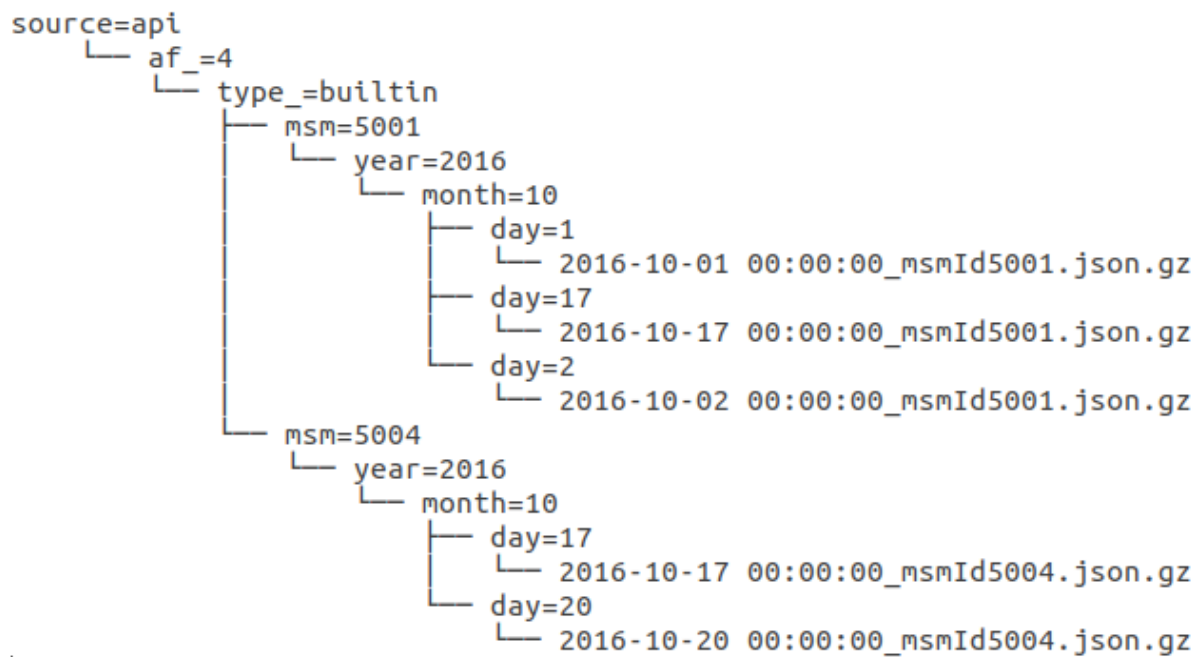 source=api
└── af_=4
└── type_=builtin
├── msm=5001
│ └── year=2016
│ └── month=10
│ ├── day=1
│ │ └── 2016-10-01 00:00:00_msmId5001.json.gz
│ ├── day=17
│ │ └── 2016-10-17 00:00:00_msmId5001.json.gz
│ └── day=2
│ └── 2016-10-02 00:00:00_msmId5001.json.gz
└── msm=5004
└── year=2016
└── month=10
├── day=17
│ └── 2016-10-17 00:00:00_msmId5004.json.gz
└── day=20
└── 2016-10-20 00:00:00_msmId5004.json.gz